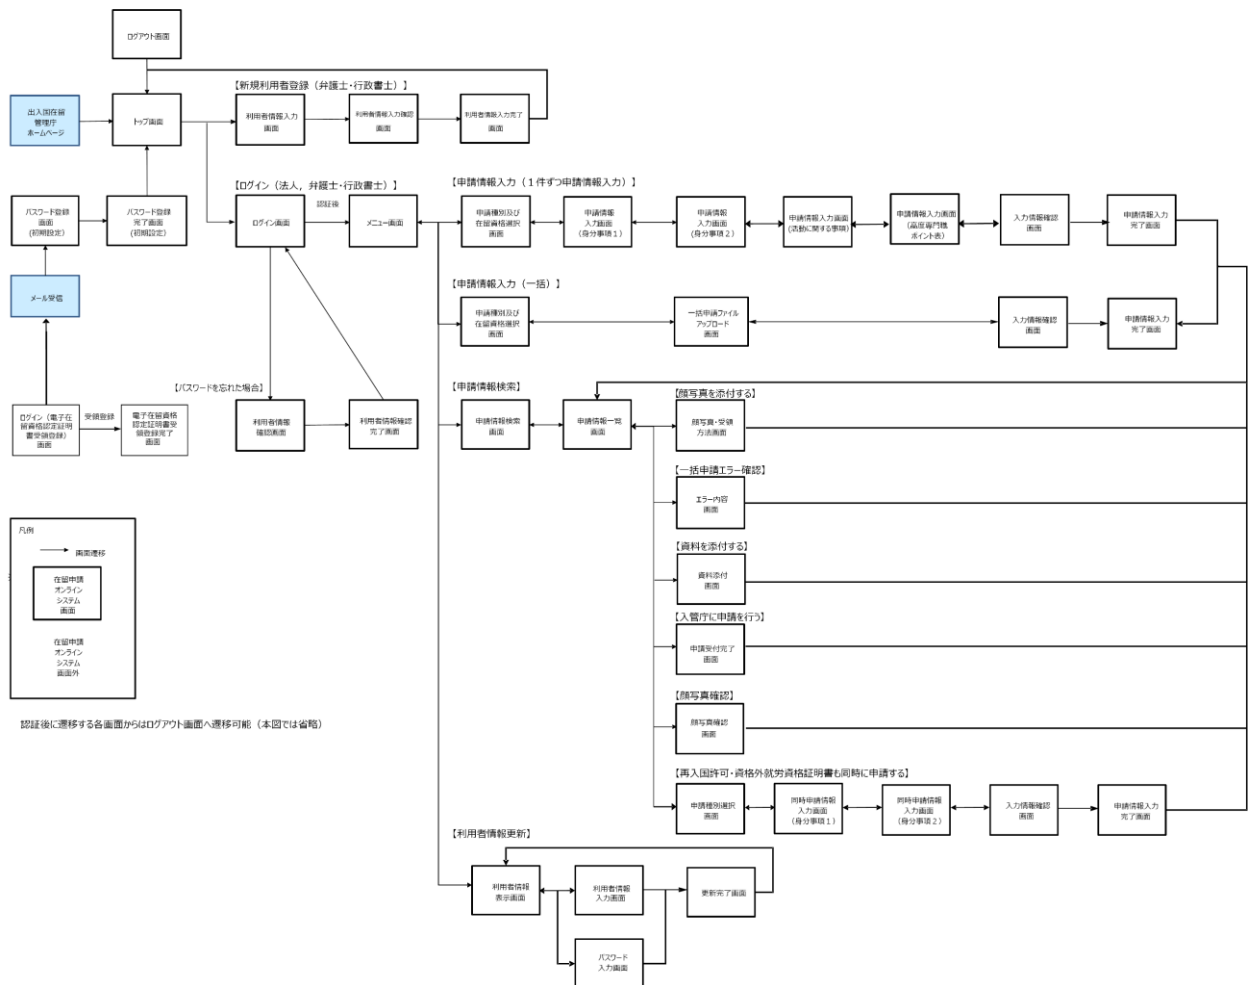 ログアウト画面
【新規利用者登録（弁護士・行政書士）】
出入国在留
管理庁
ホームページ
トップ画面
利用者情報入力
画面
利用者情報入力確認
画面
利用者情報入力完了
画面
パスワード登録
画面
(初期設定)
パスワード登録
完了画面
(初期設定)
【ログイン（法人，弁護士・行政書士）】
認証後
ログイン画面
メニュー画面
【申請情報入力（１件ずつ申請情報入力）】
申請種別及び
在留資格選択
画面
申請情報
入力画面
(身分事項１)
申請情報
入力画面
(身分事項２)
申請情報入力画面
(活動に関する事項)
申請情報入力画面
(高度専門職
ポイント表)
入力情報確認
画面
申請情報入力
完了画面
メール受信
【申請情報入力（一括）】
申請種別及び
在留資格選択
画面
一括申請ファイル
アップロード
画面
入力情報確認
画面
申請情報入力
完了画面
【パスワードを忘れた場合】
ログイン（電子在
留資格認定証明
書受領登録）
画面
受領登録
電子在留資格
認定証明書受
領登録完了
画面
利用者情報
確認画面
利用者情報確認
完了画面
【申請情報検索】
申請情報検索
画面
申請情報一覧
画面
【顔写真を添付する】
顔写真・受領
方法画面
【一括申請エラー確認】
エラー内容
画面
【資料を添付する】
資料添付
画面
【入管庁に申請を行う】
申請受付完了
画面
【顔写真確認】
顔写真確認
画面
【再入国許可・資格外就労資格証明書も同時に申請する】
申請種別選択
画面
同時申請情報
入力画面
（身分事項１）
同時申請情報
入力画面
（身分事項２）
入力情報確認
画面
申請情報入力
完了画面
凡例
画面遷移
在留申請
オンライン
システム
画面
在留申請
オンライン
システム
画面外
認証後に遷移する各画面からはログアウト画面へ遷移可能（本図では省略）
【利用者情報更新】
利用者情報
表示画面
利用者情報
入力画面
更新完了画面
パスワード
入力画面